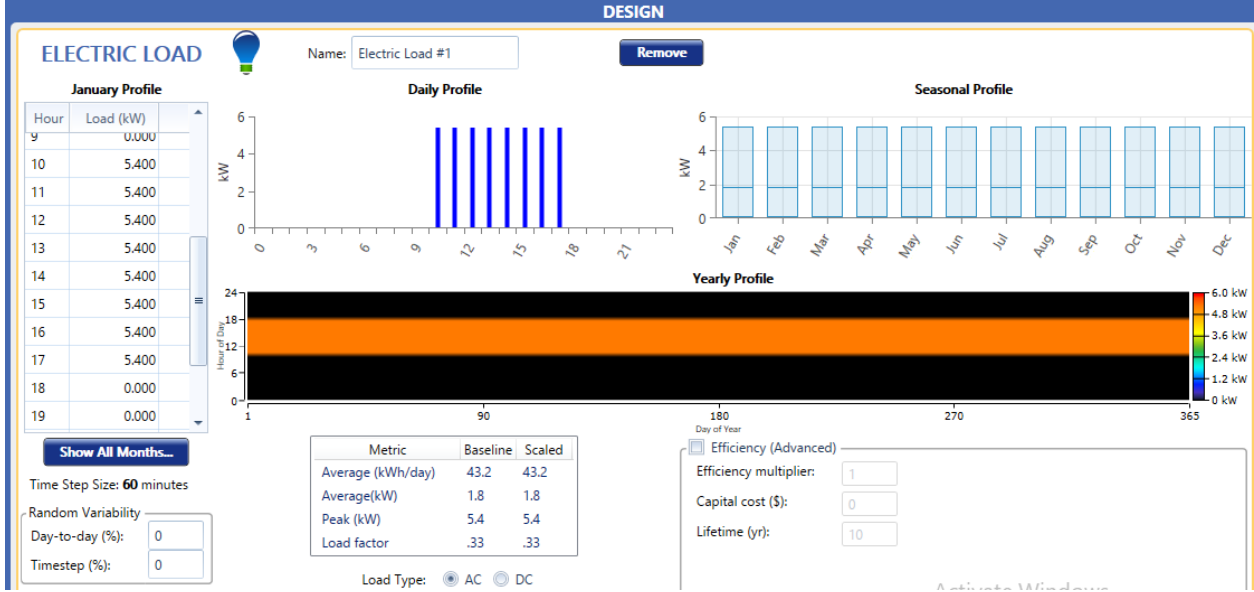 DESIGN
ELECTRIC LOAD
Name: Electric Load #1
Remove
January Profile
Hour Load (kW)
9 0.000
10 5.400
11 5.400
12 5.400
13 5.400
14 5.400
15 5.400
16 5.400
17 5.400
18 0.000
19 0.000
Show All Months...
Time Step Size: 60 minutes
Random Variability
Day-to-day (%): 0
Timestep (%): 0
Daily Profile
kW
6
4
2
0
0 3 6 9 12 15 18 21
Seasonal Profile
kW
6
4
2
0
Jan Feb Mar Apr May Jun Jul Aug Sep Oct Nov Dec
Yearly Profile
Hour of Day
24
18
12
6
0
1 90 180 270 365
Day of Year
6.0 kW
4.8 kW
3.6 kW
2.4 kW
1.2 kW
0 kW
Metric Baseline Scaled
Average (kWh/day) 43.2 43.2
Average(kW) 1.8 1.8
Peak (kW) 5.4 5.4
Load factor .33 .33
Load Type: AC DC
Efficiency (Advanced)
Efficiency multiplier: 1
Capital cost ($): 0
Lifetime (yr): 10
Activate Windows